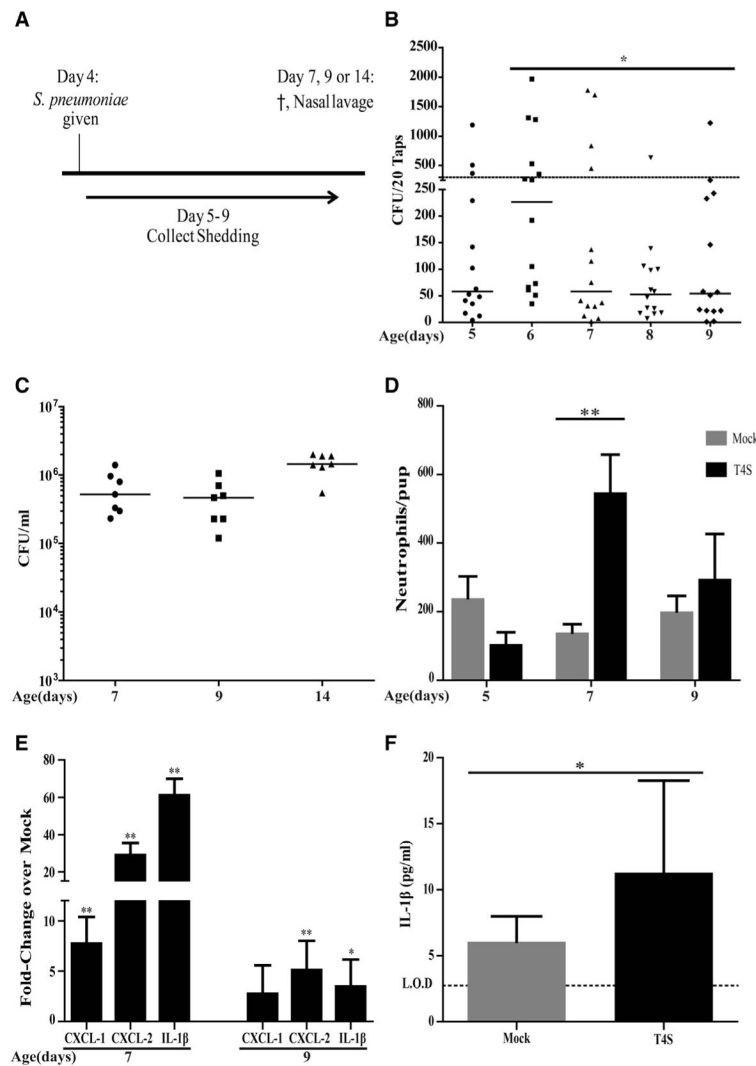 A
Day 4:
S. pneumoniae
given
Day 7, 9 or 14:
†, Nasal lavage
Day 5-9
Collect Shedding
B
CFU/20 Taps
2500
2000
1500
1000
500
250
200
150
100
50
0
*
Age(days)
5 6 7 8 9
C
CFU/ml
10⁷
10⁶
10⁵
10⁴
10³
Age(days)
7 9 14
D
Neutrophils/pup
800
600
400
200
0
**
Mock
T4S
Age(days)
5 7 9
E
Fold-Change over Mock
80
60
40
20
10
5
0
** ** **
** *
CXCL-1 CXCL-2 IL-1β CXCL-1 CXCL-2 IL-1β
Age(days) 7 9
F
IL-1β (pg/ml)
20
15
10
5
0
*
L.O.D
Mock T4S